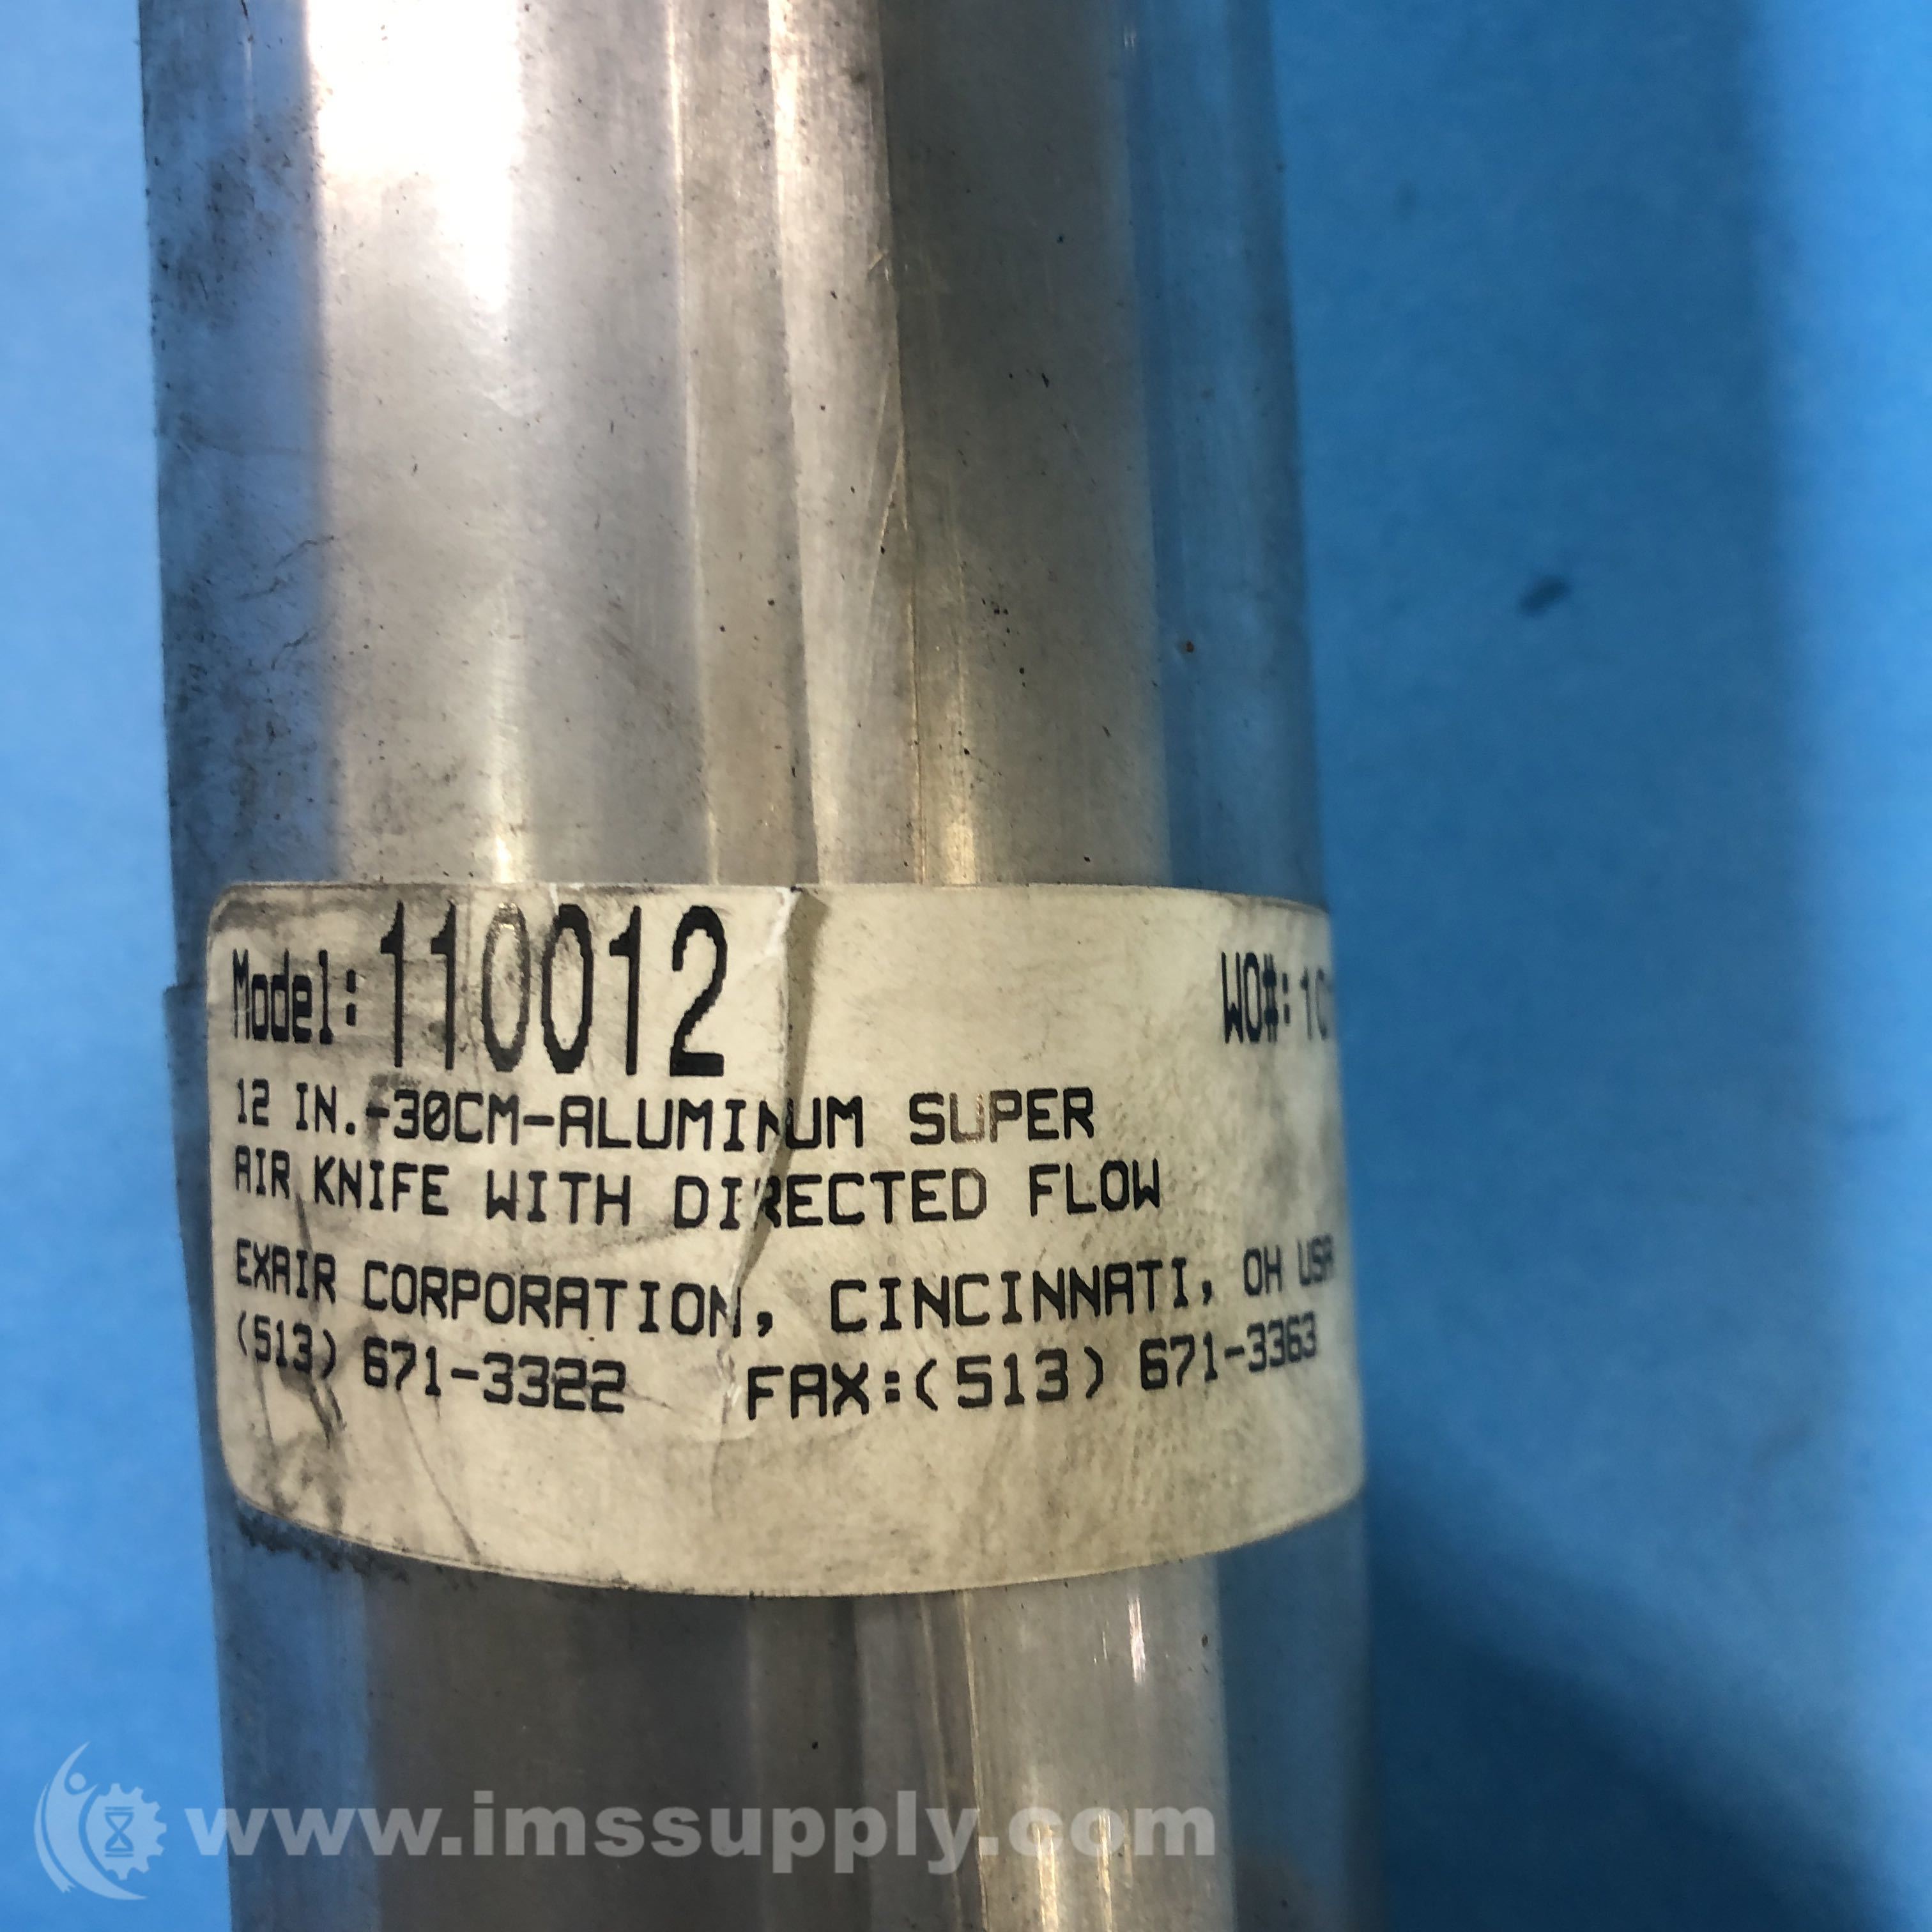 Model: 110012 WO#:
12 IN.-30CM-ALUMINUM SUPER
AIR KNIFE WITH DIRECTED FLOW
EXAIR CORPORATION, CINCINNATI, OH USA
(513) 671-3322 FAX:(513) 671-3363
www.imssupply.com